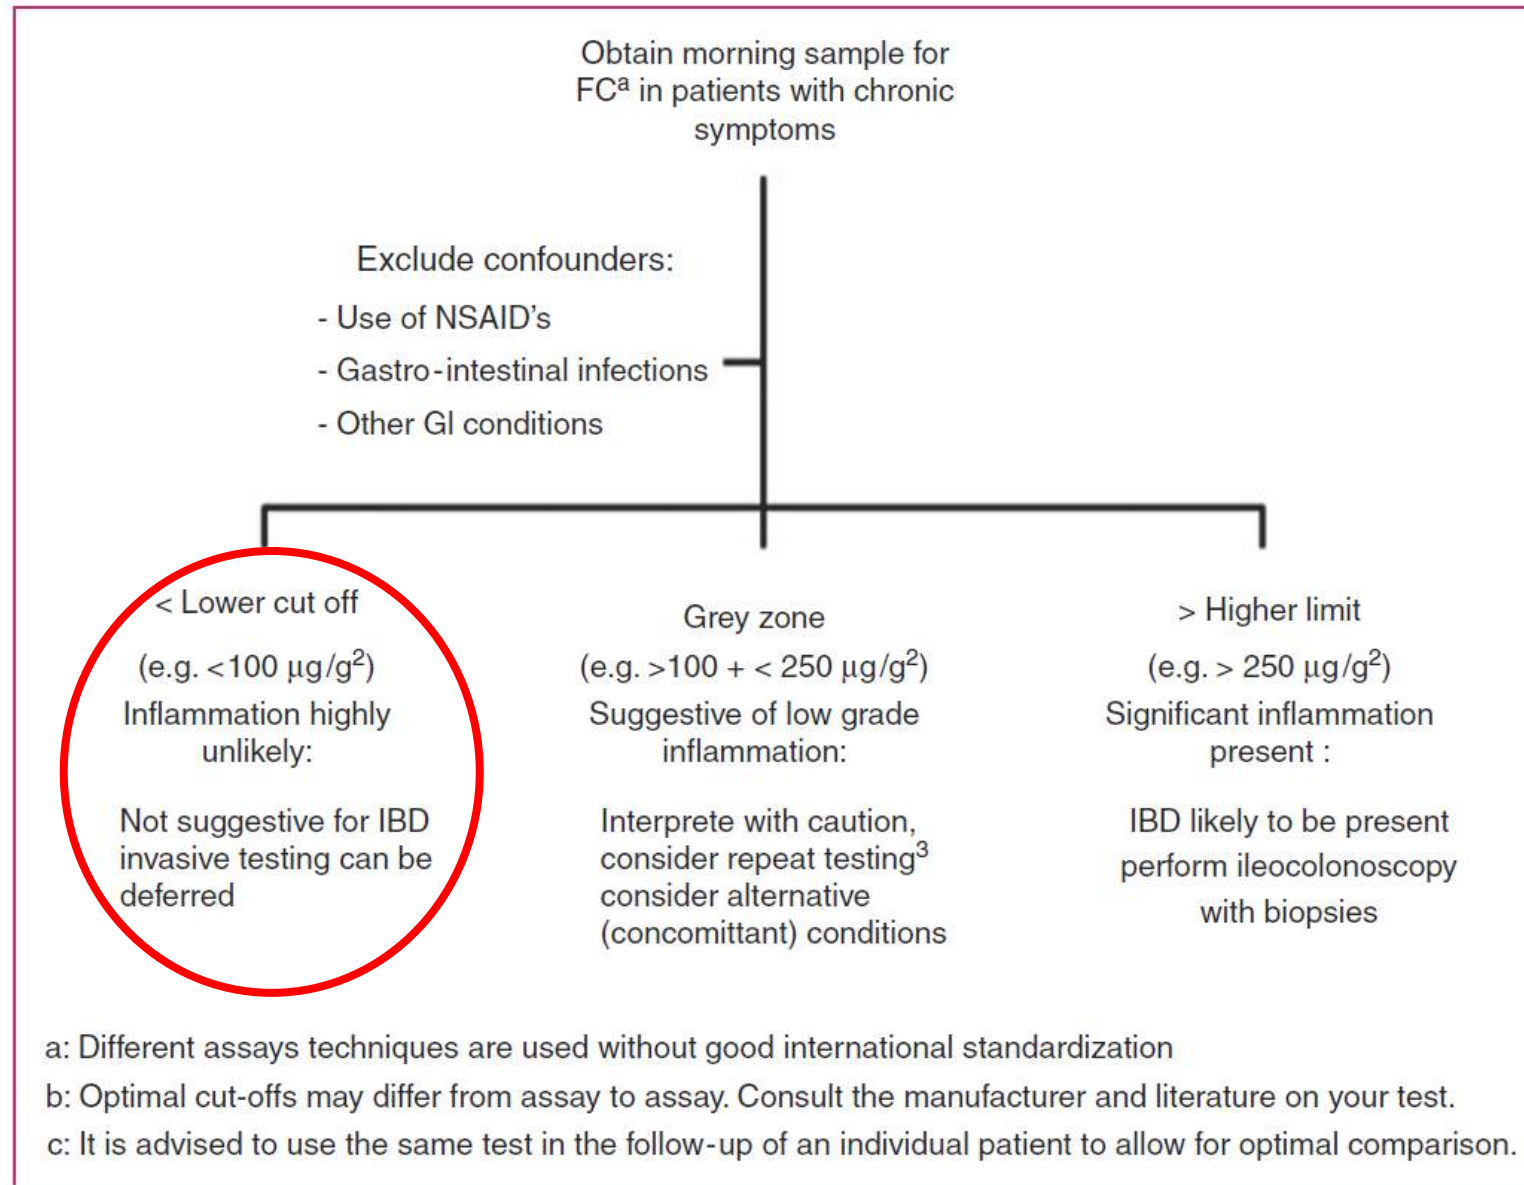 Obtain morning sample for
FCᵃ in patients with chronic
symptoms
Exclude confounders:
- Use of NSAID's
- Gastro-intestinal infections
- Other GI conditions
< Lower cut off
(e.g. <100 μg/g²)
Inflammation highly
unlikely:
Not suggestive for IBD
invasive testing can be
deferred
Grey zone
(e.g. >100 + < 250 μg/g²)
Suggestive of low grade
inflammation:
Interprete with caution,
consider repeat testing³
consider alternative
(concomittant) conditions
> Higher limit
(e.g. > 250 μg/g²)
Significant inflammation
present :
IBD likely to be present
perform ileocolonoscopy
with biopsies
a: Different assays techniques are used without good international standardization
b: Optimal cut-offs may differ from assay to assay. Consult the manufacturer and literature on your test.
c: It is advised to use the same test in the follow-up of an individual patient to allow for optimal comparison.